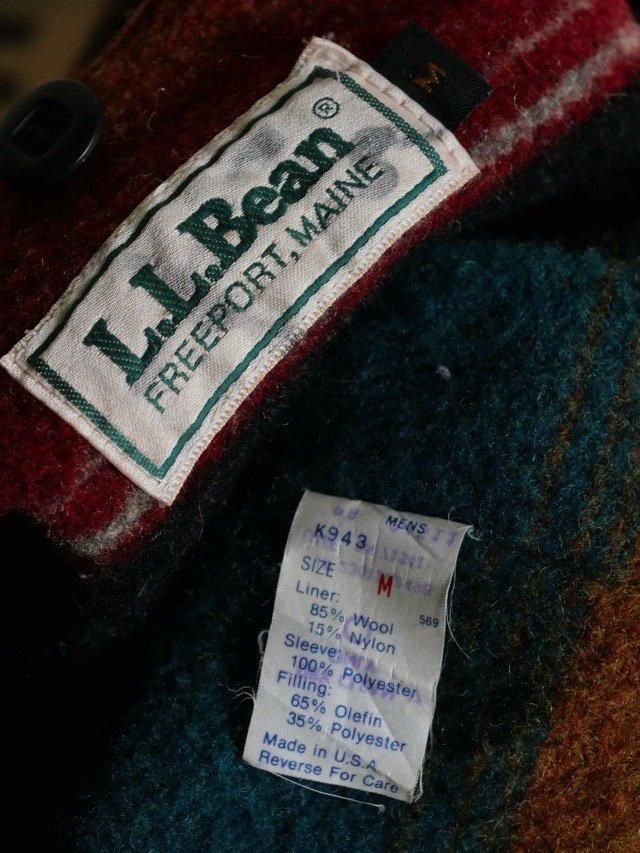 M
L.L.Bean®
FREEPORT, MAINE
MENS
K943
SIZE M
Liner:
85% Wool
569
15% Nylon
Sleeve:
100% Polyester
Filling:
65% Olefin
35% Polyester
Made in U.S.A
Reverse For Care